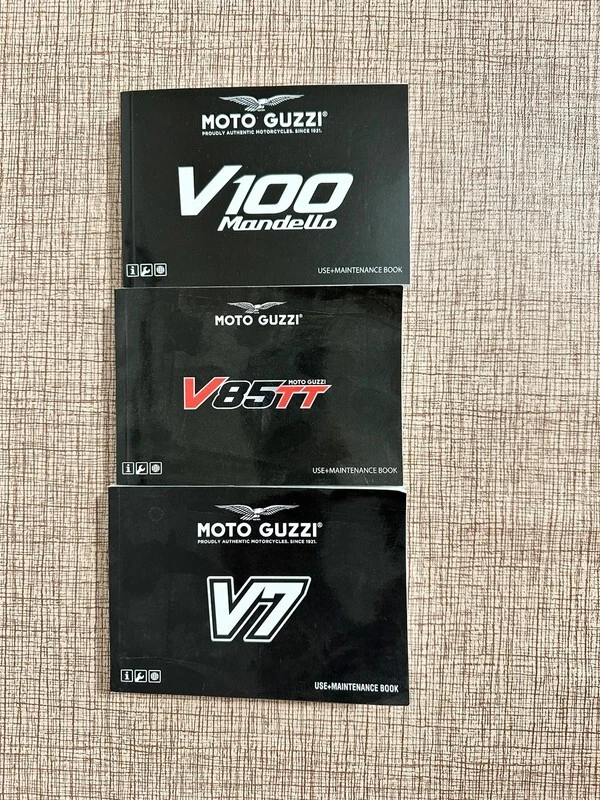 MOTO GUZZI®
PROUDLY AUTHENTIC MOTORCYCLES. SINCE 1921.
V100
Mandello
USE+MAINTENANCE BOOK
MOTO GUZZI®
MOTO GUZZI
V85TT
USE+MAINTENANCE BOOK
MOTO GUZZI®
PROUDLY AUTHENTIC MOTORCYCLES. SINCE 1921.
V7
USE+MAINTENANCE BOOK